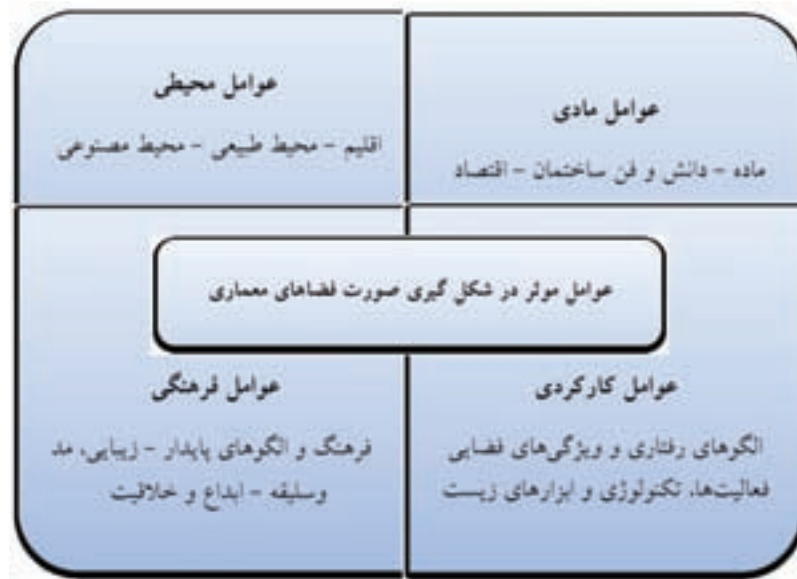 عوامل مادی
ماده - دانش و فن ساختمان - اقتصاد
عوامل محیطی
اقلیم - محیط طبیعی - محیط مصنوعی
عوامل موثر در شکل گیری صورت فضاهای معماری
عوامل کارکردی
الگوهای رفتاری و ویژگی‌های فضایی
فعالیت‌ها، تکنولوژی و ابزارهای زیست
عوامل فرهنگی
فرهنگ و الگوهای پایدار - زیبایی، مد
وسلیقه - ابداع و خلاقیت